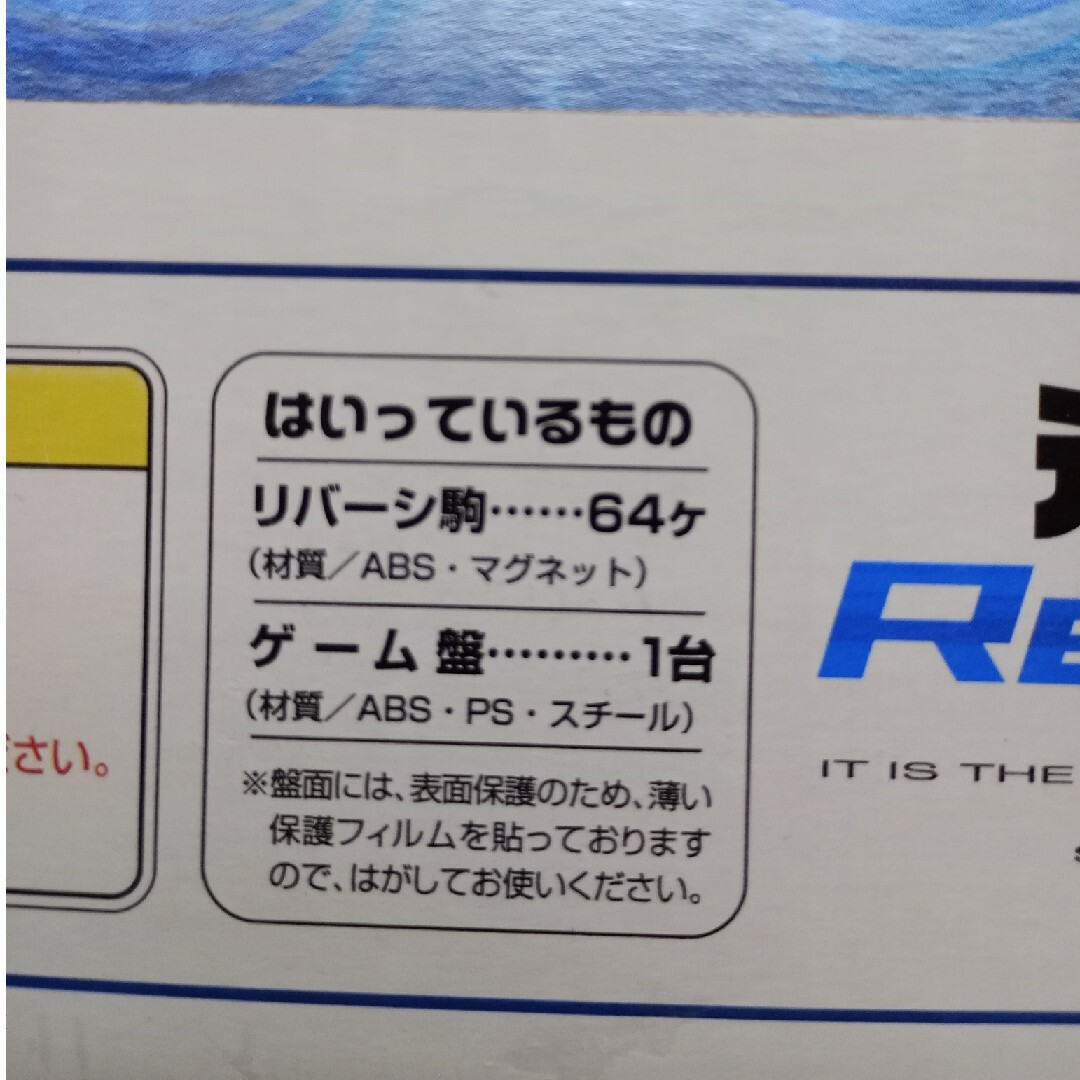 はいっているもの
リバーシ駒……64ヶ
(材質／ABS・マグネット)
ゲーム盤………1台
(材質／ABS・PS・スチール)
※盤面には、表面保護のため、薄い
保護フィルムを貼っております
ので、はがしてお使いください。
さい。
IT IS THE